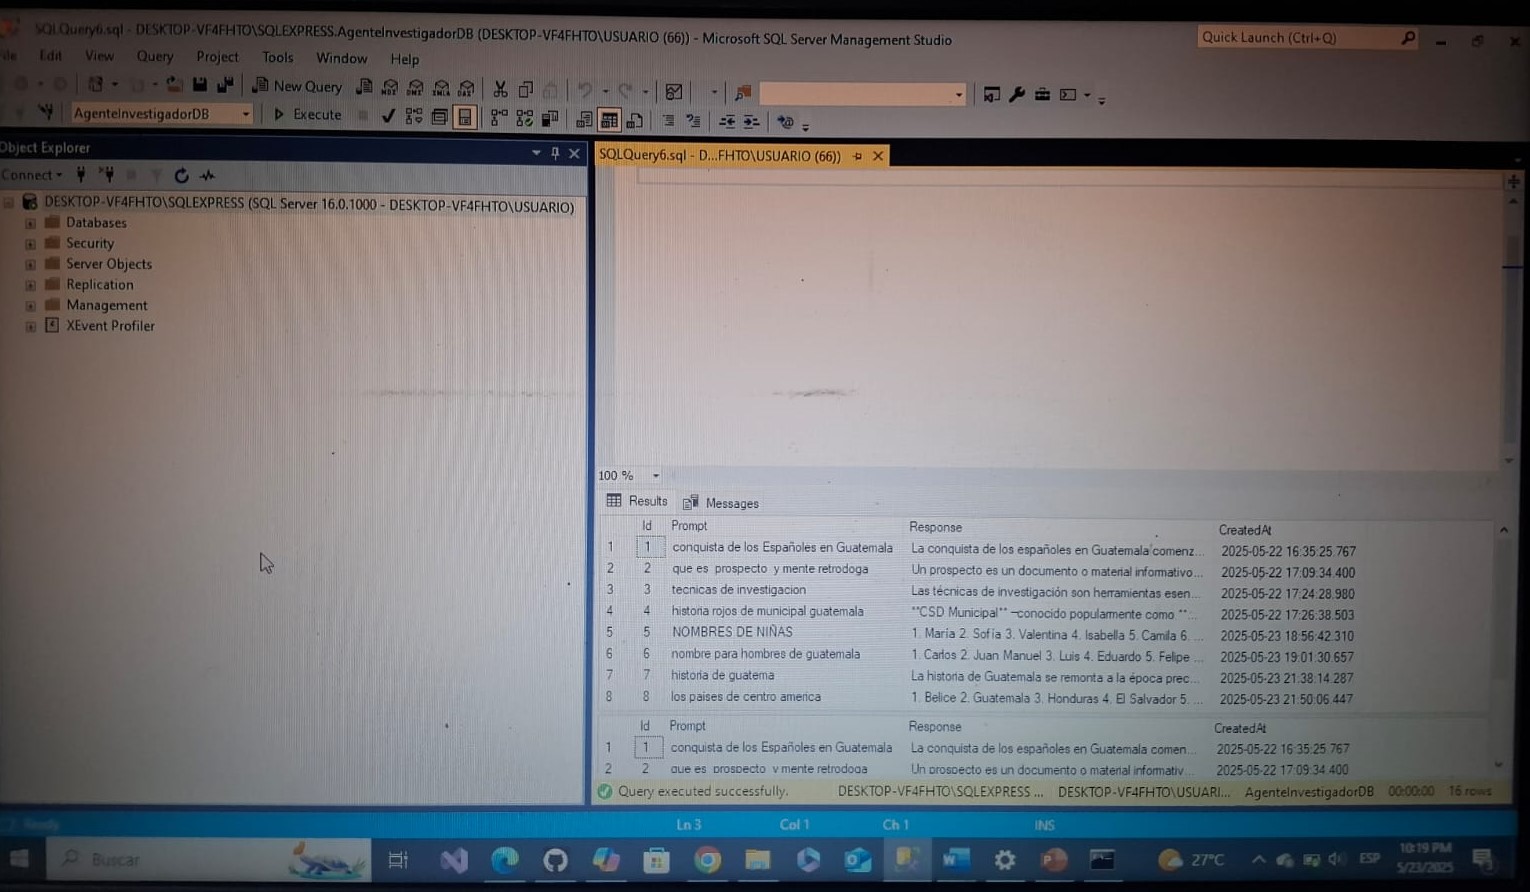 SQLQuery6.sql - DESKTOP-VF4FHTO\SQLEXPRESS.AgenteInvestigadorDB (DESKTOP-VF4FHTO\USUARIO (66)) - Microsoft SQL Server Management Studio
Quick Launch (Ctrl+Q)
Edit View Query Project Tools Window Help
New Query
AgenteInvestigadorDB Execute
Object Explorer
SQLQuery6.sql - D...FHTO\USUARIO (66))
Connect
DESKTOP-VF4FHTO\SQLEXPRESS (SQL Server 16.0.1000 - DESKTOP-VF4FHTO\USUARIO)
Databases
Security
Server Objects
Replication
Management
XEvent Profiler
100 %
Results Messages
Id Prompt Response CreatedAt
1 1 conquista de los Españoles en Guatemala La conquista de los españoles en Guatemala comenz... 2025-05-22 16:35:25.767
2 2 que es prospecto y mente retrodoga Un prospecto es un documento o material informativo... 2025-05-22 17:09:34.400
3 3 tecnicas de investigacion Las técnicas de investigación son herramientas esen... 2025-05-22 17:24:28.980
4 4 historia rojos de municipal guatemala **CSD Municipal** –conocido popularmente como **... 2025-05-22 17:26:38.503
5 5 NOMBRES DE NIÑAS 1. María 2. Sofía 3. Valentina 4. Isabella 5. Camila 6. ... 2025-05-23 18:56:42.310
6 6 nombre para hombres de guatemala 1. Carlos 2. Juan Manuel 3. Luis 4. Eduardo 5. Felipe ... 2025-05-23 19:01:30.657
7 7 historia de guatema La historia de Guatemala se remonta a la época prec... 2025-05-23 21:38:14.287
8 8 los paises de centro america 1. Belice 2. Guatemala 3. Honduras 4. El Salvador 5. ... 2025-05-23 21:50:06.447
Id Prompt Response CreatedAt
1 1 conquista de los Españoles en Guatemala La conquista de los españoles en Guatemala comen... 2025-05-22 16:35:25.767
2 2 que es prospecto y mente retrodoga Un prospecto es un documento o material informativ... 2025-05-22 17:09:34.400
Query executed successfully. DESKTOP-VF4FHTO\SQLEXPRESS ... DESKTOP-VF4FHTO\USUARI... AgenteInvestigadorDB 00:00:00 16 rows
Ready Ln 3 Col 1 Ch 1 INS
Buscar 27°C ESP 10:19 PM
5/23/2025